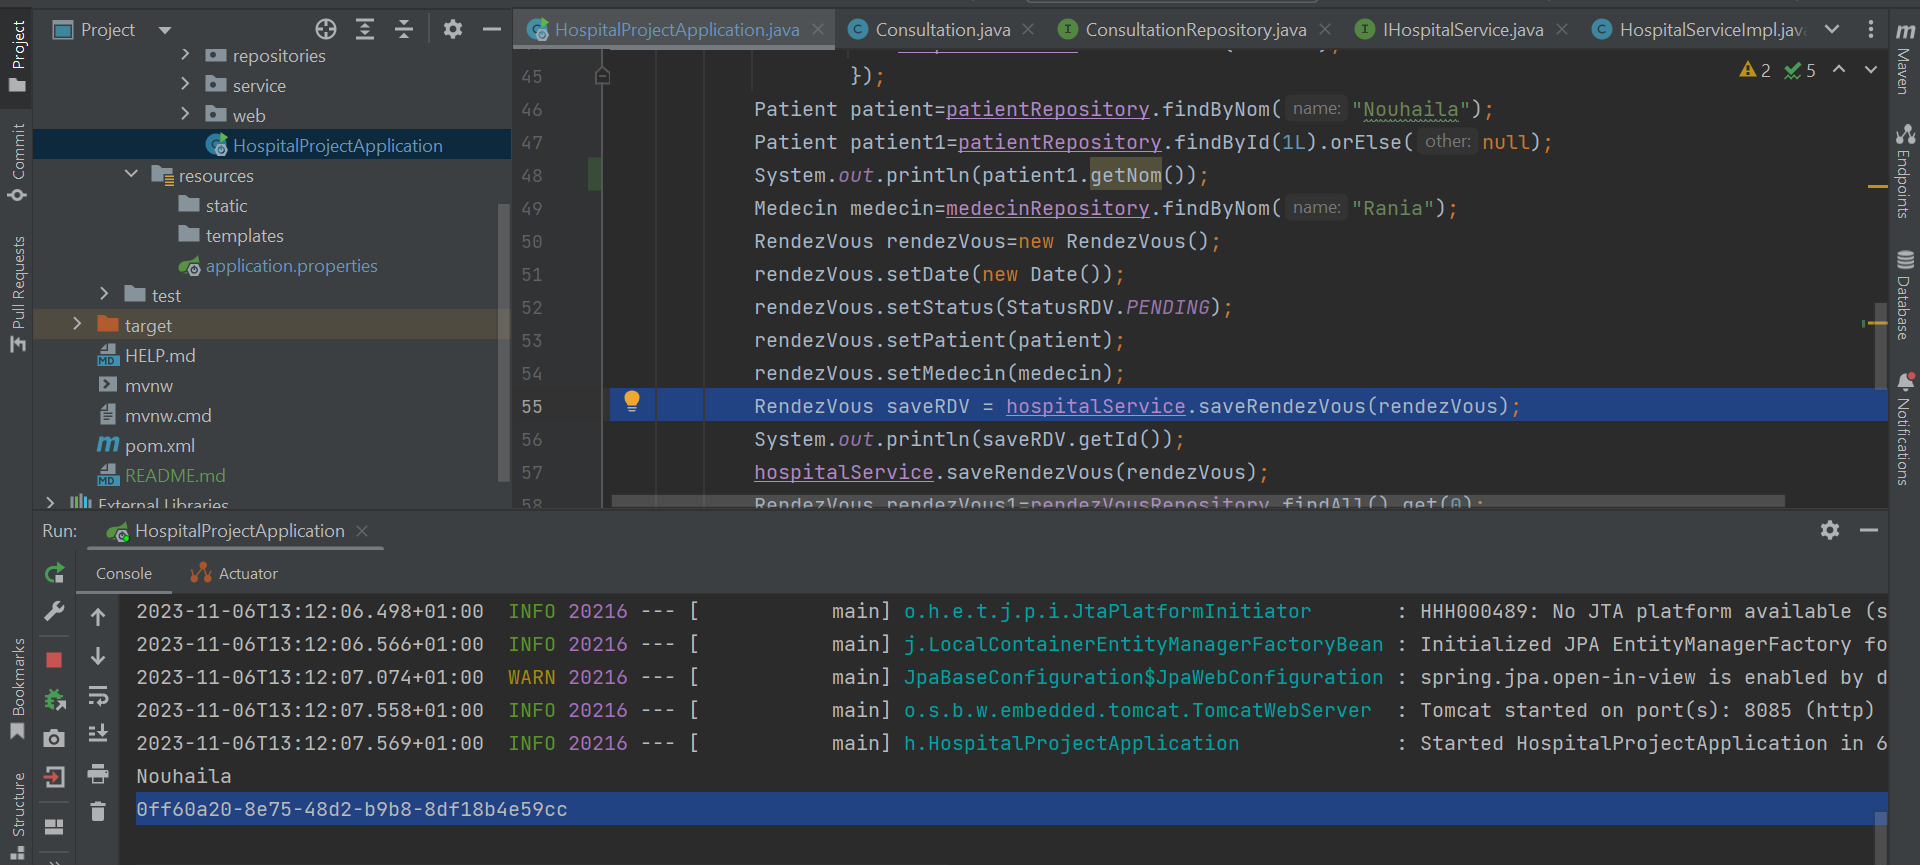 Project
Commit
Pull Requests
Bookmarks
Structure
Project
repositories
service
web
HospitalProjectApplication
resources
static
templates
application.properties
test
target
HELP.md
mvnw
mvnw.cmd
pom.xml
README.md
External Libraries
HospitalProjectApplication.java
Consultation.java
ConsultationRepository.java
IHospitalService.java
HospitalServiceImpl.java
2 5
45 });
46 Patient patient=patientRepository.findByNom( name: "Nouhaila");
47 Patient patient1=patientRepository.findById(1L).orElse( other: null);
48 System.out.println(patient1.getNom());
49 Medecin medecin=medecinRepository.findByNom( name: "Rania");
50 RendezVous rendezVous=new RendezVous();
51 rendezVous.setDate(new Date());
52 rendezVous.setStatus(StatusRDV.PENDING);
53 rendezVous.setPatient(patient);
54 rendezVous.setMedecin(medecin);
55 RendezVous saveRDV = hospitalService.saveRendezVous(rendezVous);
56 System.out.println(saveRDV.getId());
57 hospitalService.saveRendezVous(rendezVous);
58 RendezVous rendezVous1=rendezVousRepository.findAll().get(0);
Maven
Endpoints
Database
Notifications
Run: HospitalProjectApplication
Console Actuator
2023-11-06T13:12:06.498+01:00 INFO 20216 --- [ main] o.h.e.t.j.p.i.JtaPlatformInitiator : HHH000489: No JTA platform available (s
2023-11-06T13:12:06.566+01:00 INFO 20216 --- [ main] j.LocalContainerEntityManagerFactoryBean : Initialized JPA EntityManagerFactory fo
2023-11-06T13:12:07.074+01:00 WARN 20216 --- [ main] JpaBaseConfiguration$JpaWebConfiguration : spring.jpa.open-in-view is enabled by d
2023-11-06T13:12:07.558+01:00 INFO 20216 --- [ main] o.s.b.w.embedded.tomcat.TomcatWebServer : Tomcat started on port(s): 8085 (http)
2023-11-06T13:12:07.569+01:00 INFO 20216 --- [ main] h.HospitalProjectApplication : Started HospitalProjectApplication in 6
Nouhaila
0ff60a20-8e75-48d2-b9b8-8df18b4e59cc